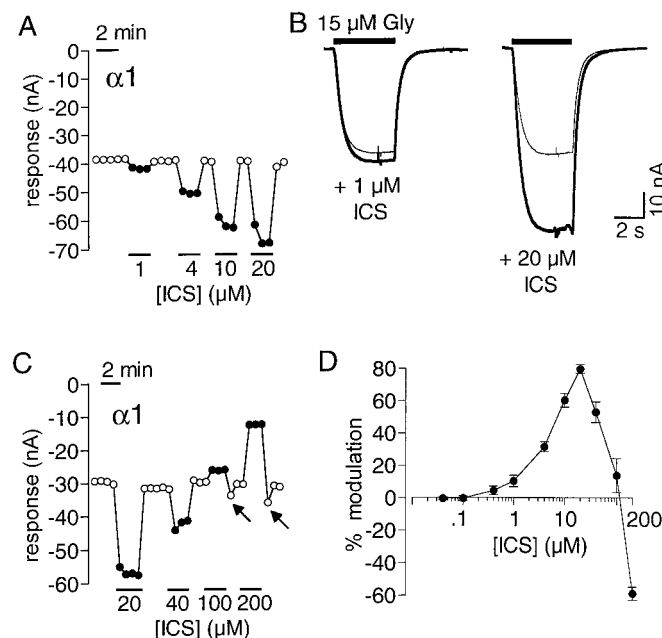 A
2 min
0
-10
-20
-30
-40
-50
-60
-70
response (nA)
α1
1
4
10
20
[ICS] (µM)
B
15 µM Gly
+ 1 µM
ICS
+ 20 µM
ICS
10 nA
2 s
C
2 min
0
-10
-20
-30
-40
-50
-60
response (nA)
α1
20
40
100
200
[ICS] (µM)
D
80
60
40
20
0
-20
-40
-60
% modulation
.1
1
10
200
[ICS] (µM)